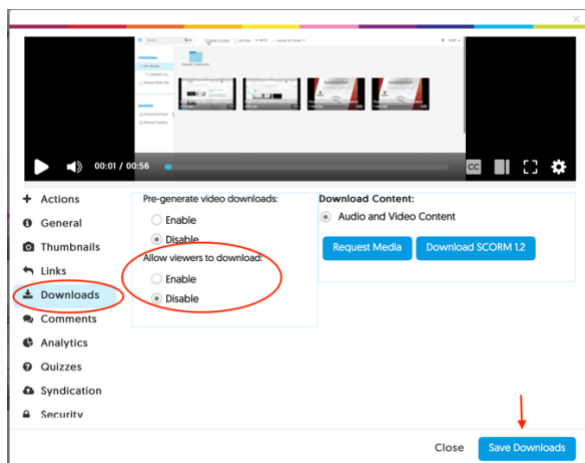 Search
00:01 / 00:56
CC
Actions
General
Thumbnails
Links
Downloads
Comments
Analytics
Quizzes
Syndication
Security
Pre-generate video downloads:
Enable
Disable
Allow viewers to download:
Enable
Disable
Download Content:
Audio and Video Content
Request Media
Download SCORM 1.2
Close
Save Downloads